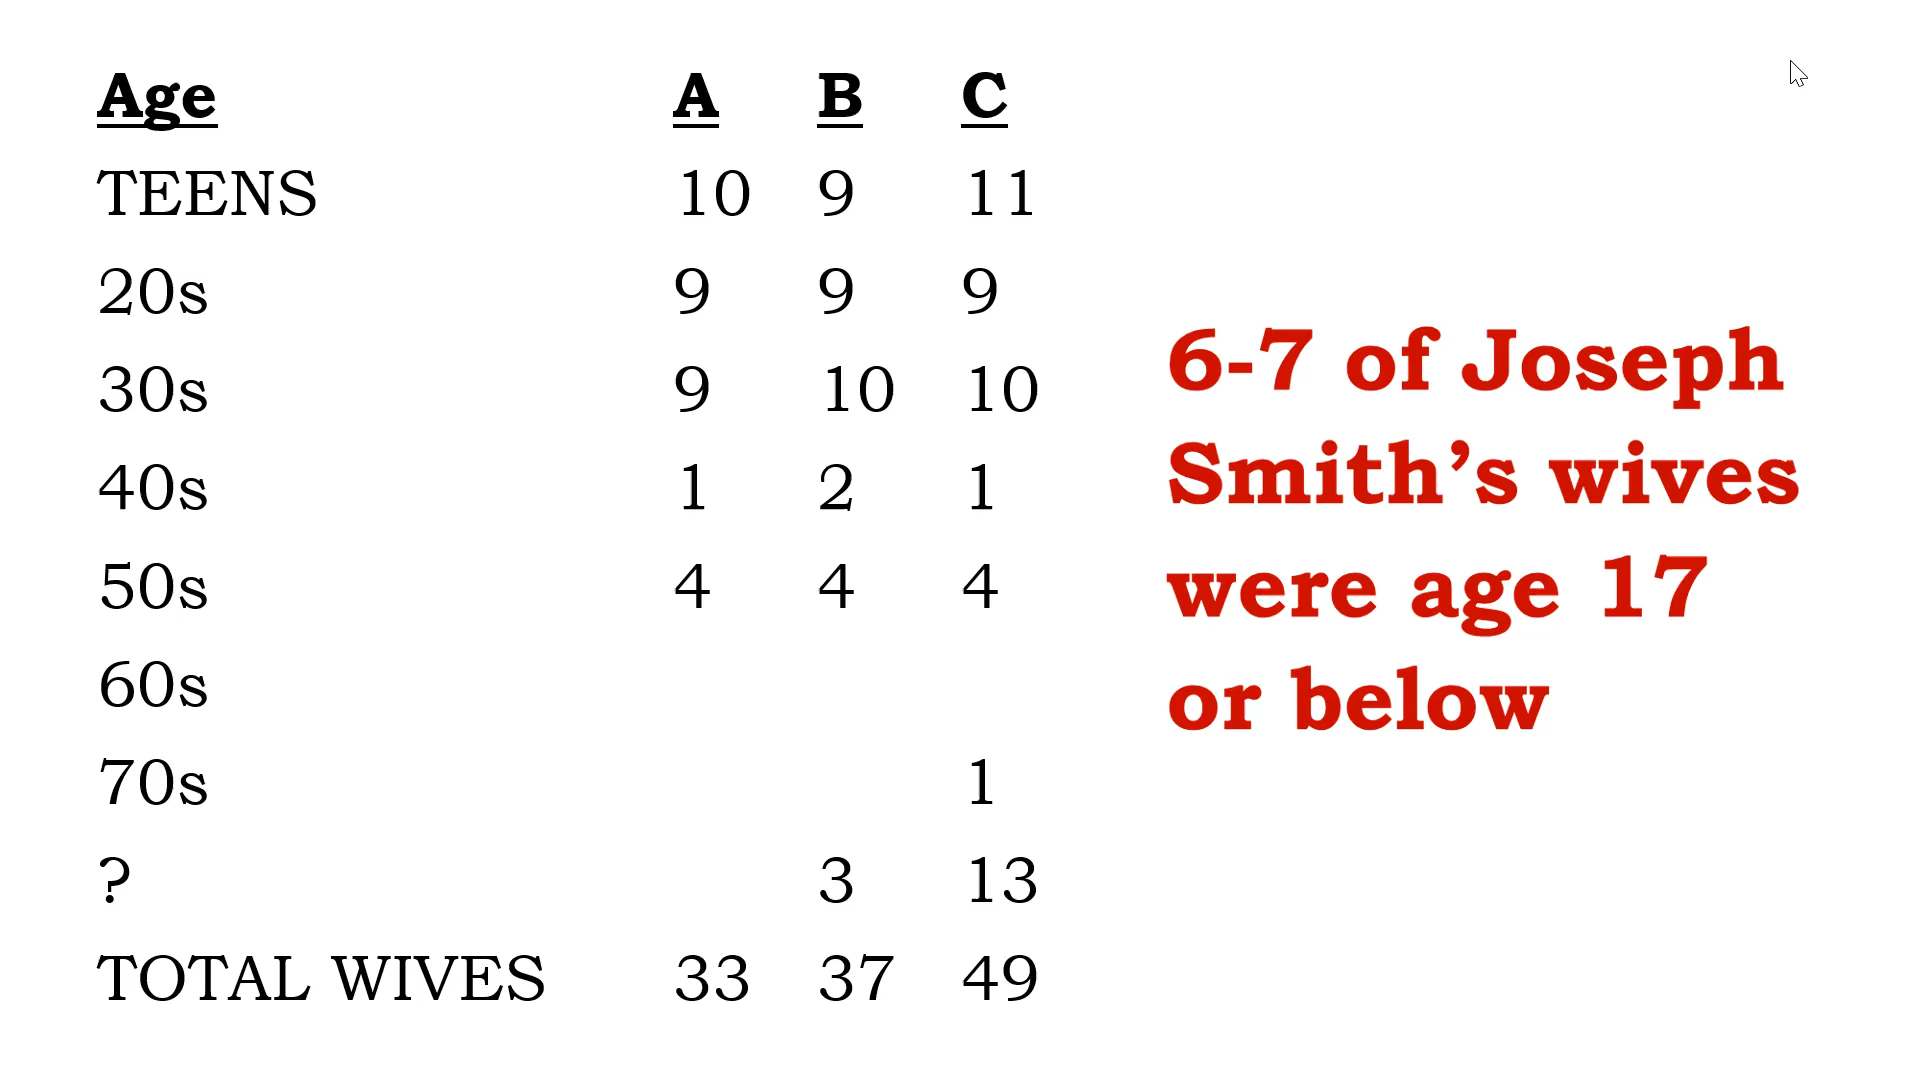 Age A B C
TEENS 10 9 11
20s 9 9 9
30s 9 10 10
40s 1 2 1
50s 4 4 4
60s
70s 1
? 3 13
TOTAL WIVES 33 37 49
6-7 of Joseph
Smith’s wives
were age 17
or below